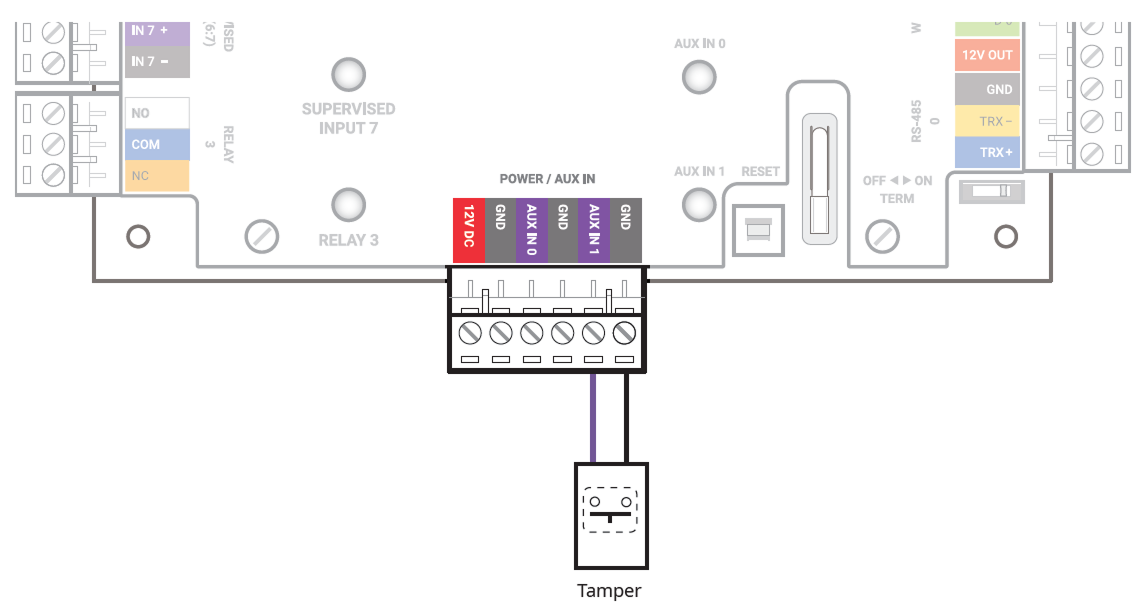 IN 7 +
IN 7 −
(6:7)
NO
COM
NC
RELAY
3
SUPERVISED
INPUT 7
RELAY 3
POWER / AUX IN
12V DC
GND
AUX IN 0
GND
AUX IN 1
GND
AUX IN 0
AUX IN 1
RESET
OFF ◄ ► ON
TERM
W
12V OUT
GND
TRX −
TRX +
RS-485
0
Tamper